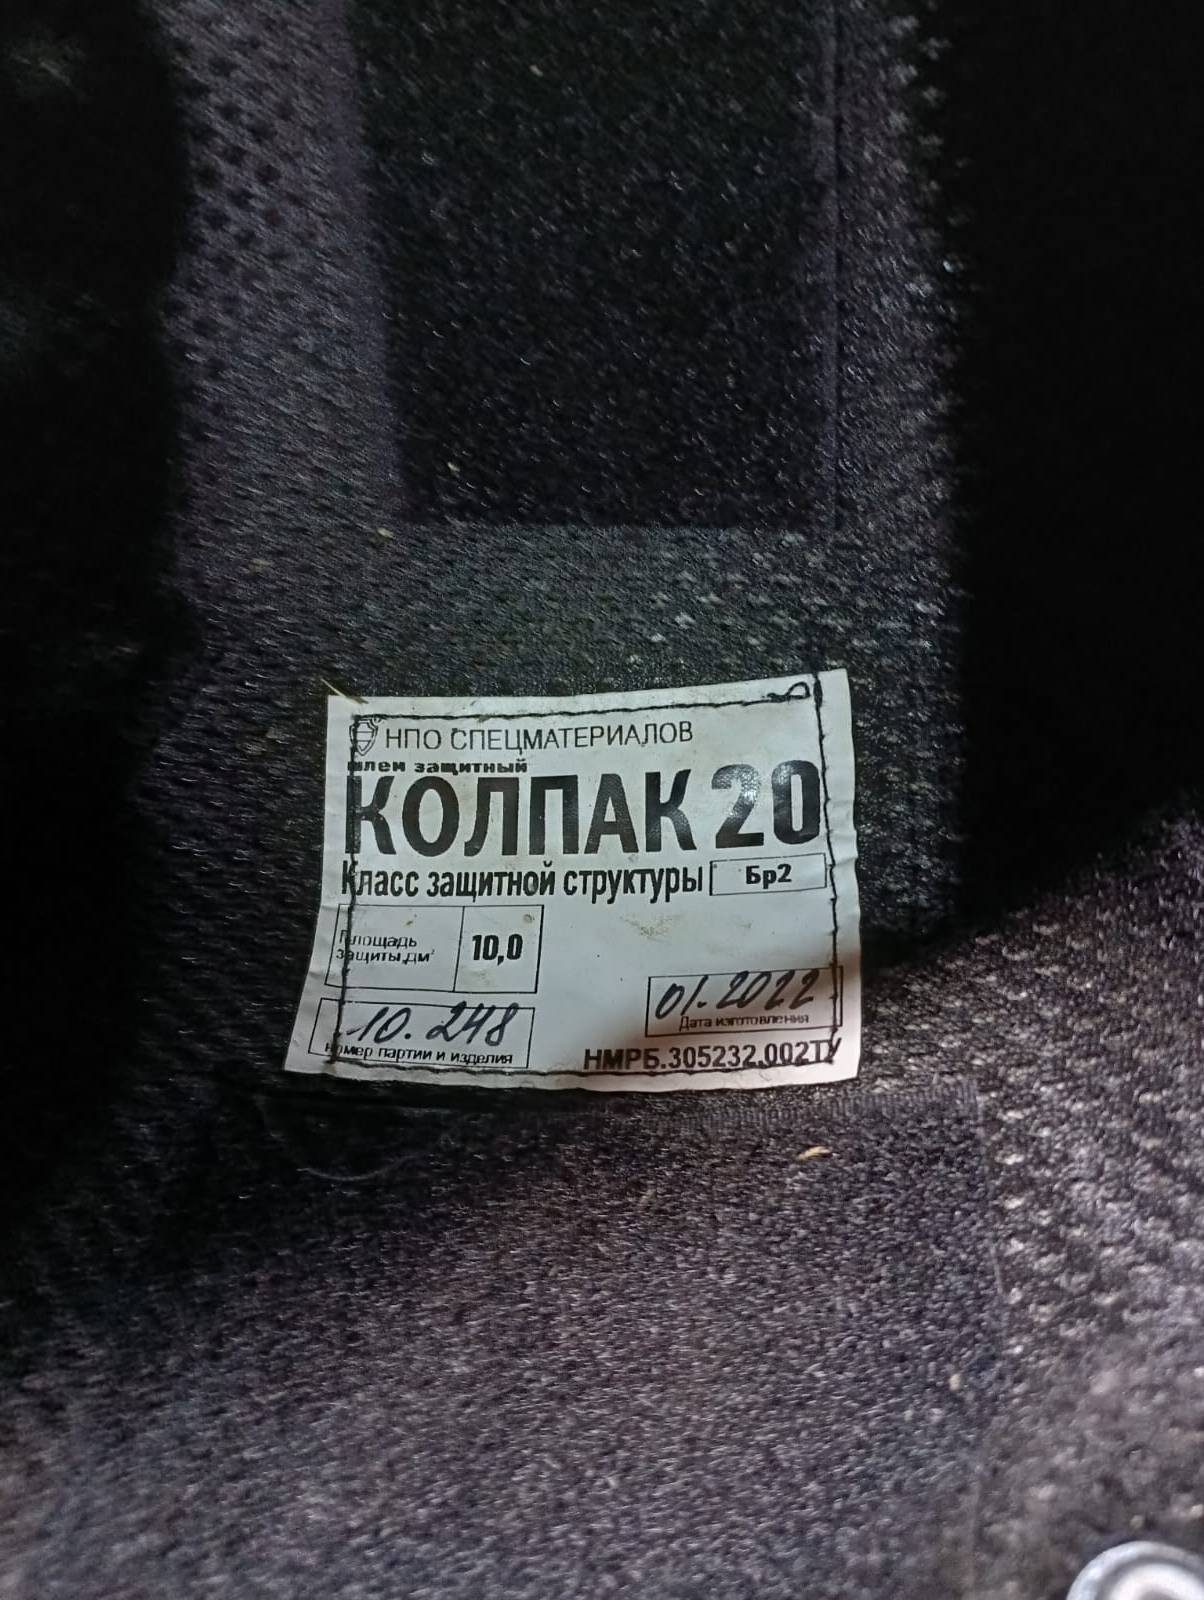 НПО СПЕЦМАТЕРИАЛОВ
шлем защитный
КОЛПАК 20
Класс защитной структуры Бр2
Площадь защиты, дм² 10,0
10.248
номер партии и изделия
01.2022
Дата изготовления
НМРБ.305232.002ТУ